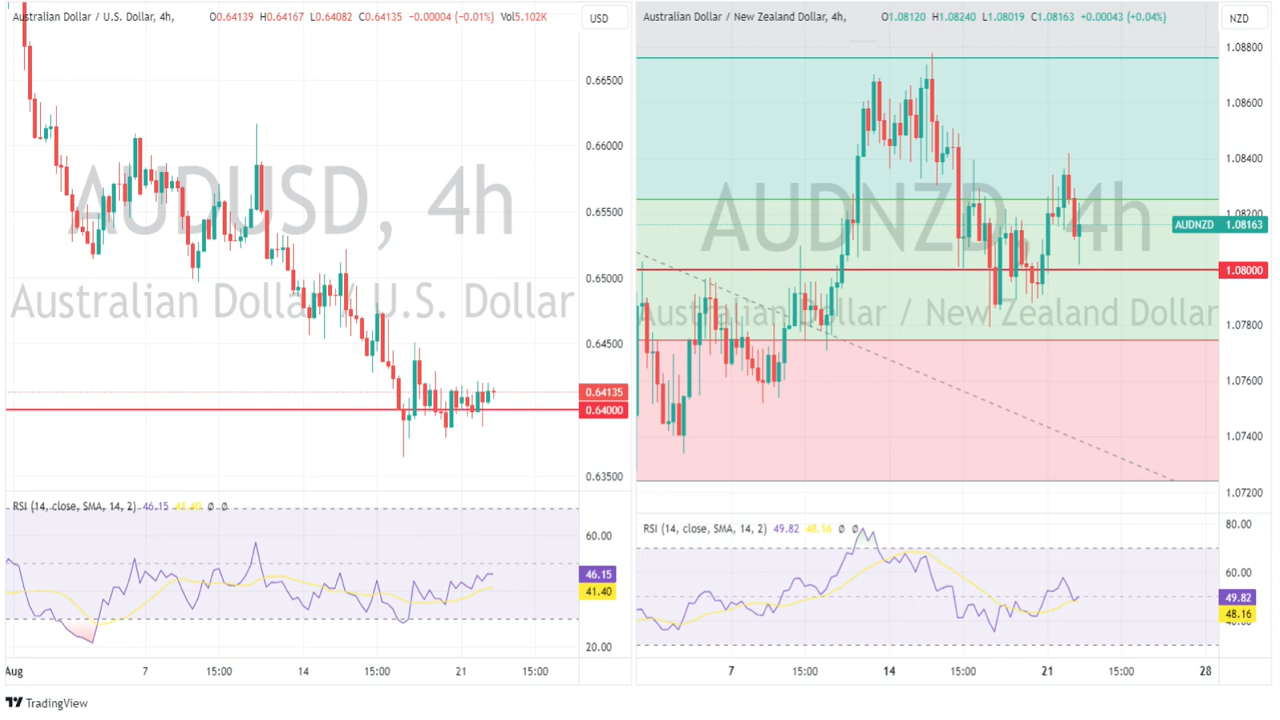 Australian Dollar / U.S. Dollar, 4h, O0.64139 H0.64167 L0.64082 C0.64135 -0.00004 (-0.01%) Vol5.102K
USD
AUDUSD, 4h
Australian Dollar / U.S. Dollar
0.66500
0.66000
0.65500
0.65000
0.64500
0.64135
0.64000
0.63500
RSI (14, close, SMA, 14, 2) 46.15 41.40 Ø Ø
60.00
46.15
41.40
20.00
Aug 7 15:00 14 15:00 21 15:00
Australian Dollar / New Zealand Dollar, 4h, O1.08120 H1.08240 L1.08019 C1.08163 +0.00043 (+0.04%)
NZD
AUDNZD, 4h
Australian Dollar / New Zealand Dollar
1.08800
1.08600
1.08400
1.08200
AUDNZD 1.08163
1.08000
1.07800
1.07600
1.07400
1.07200
RSI (14, close, SMA, 14, 2) 49.82 48.16 Ø Ø
80.00
60.00
49.82
48.16
40.00
7 15:00 14 15:00 21 15:00 28
TradingView